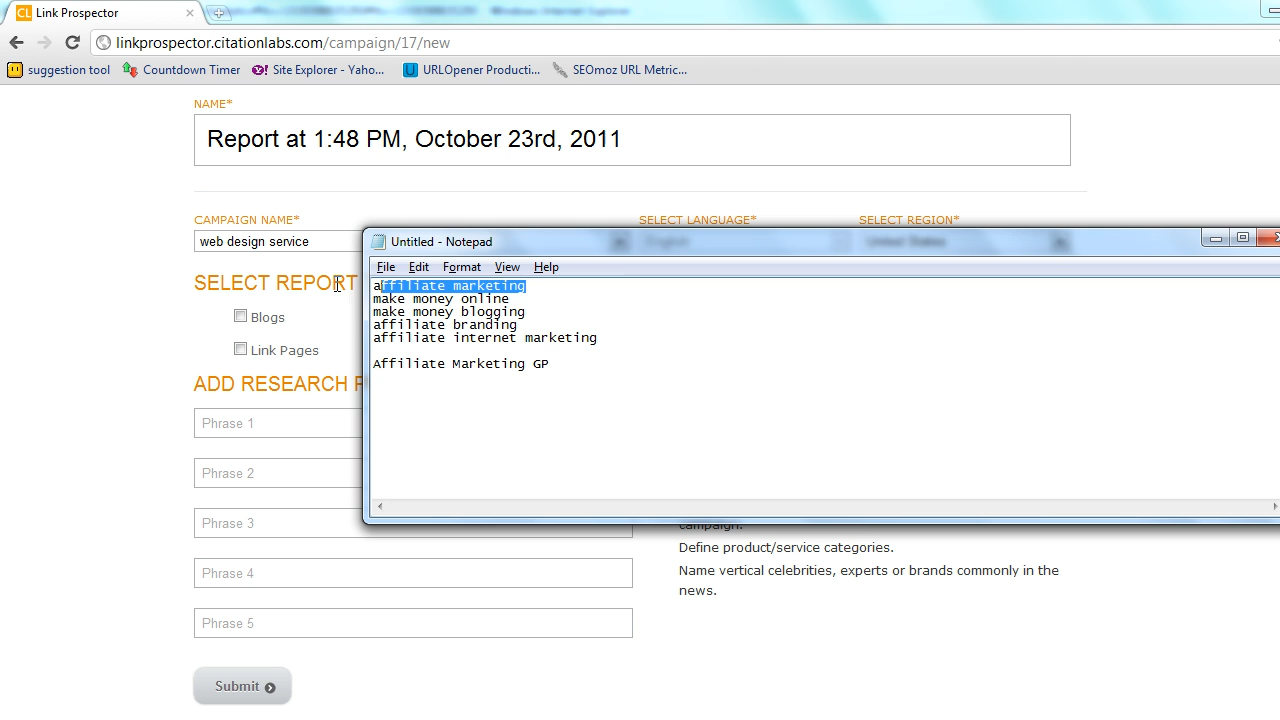 Link Prospector
linkprospector.citationlabs.com/campaign/17/new
suggestion tool Countdown Timer Site Explorer - Yaho... URLOpener Producti... SEOmoz URL Metric...
NAME*
Report at 1:48 PM, October 23rd, 2011
CAMPAIGN NAME* SELECT LANGUAGE* SELECT REGION*
web design service
Untitled - Notepad
English United States
File Edit Format View Help
SELECT REPORT
affiliate marketing
make money online
make money blogging
affiliate branding
affiliate internet marketing
Affiliate Marketing GP
Blogs
Link Pages
ADD RESEARCH
Phrase 1
Phrase 2
Phrase 3
Phrase 4
Phrase 5
campaign.
Define product/service categories.
Name vertical celebrities, experts or brands commonly in the
news.
Submit